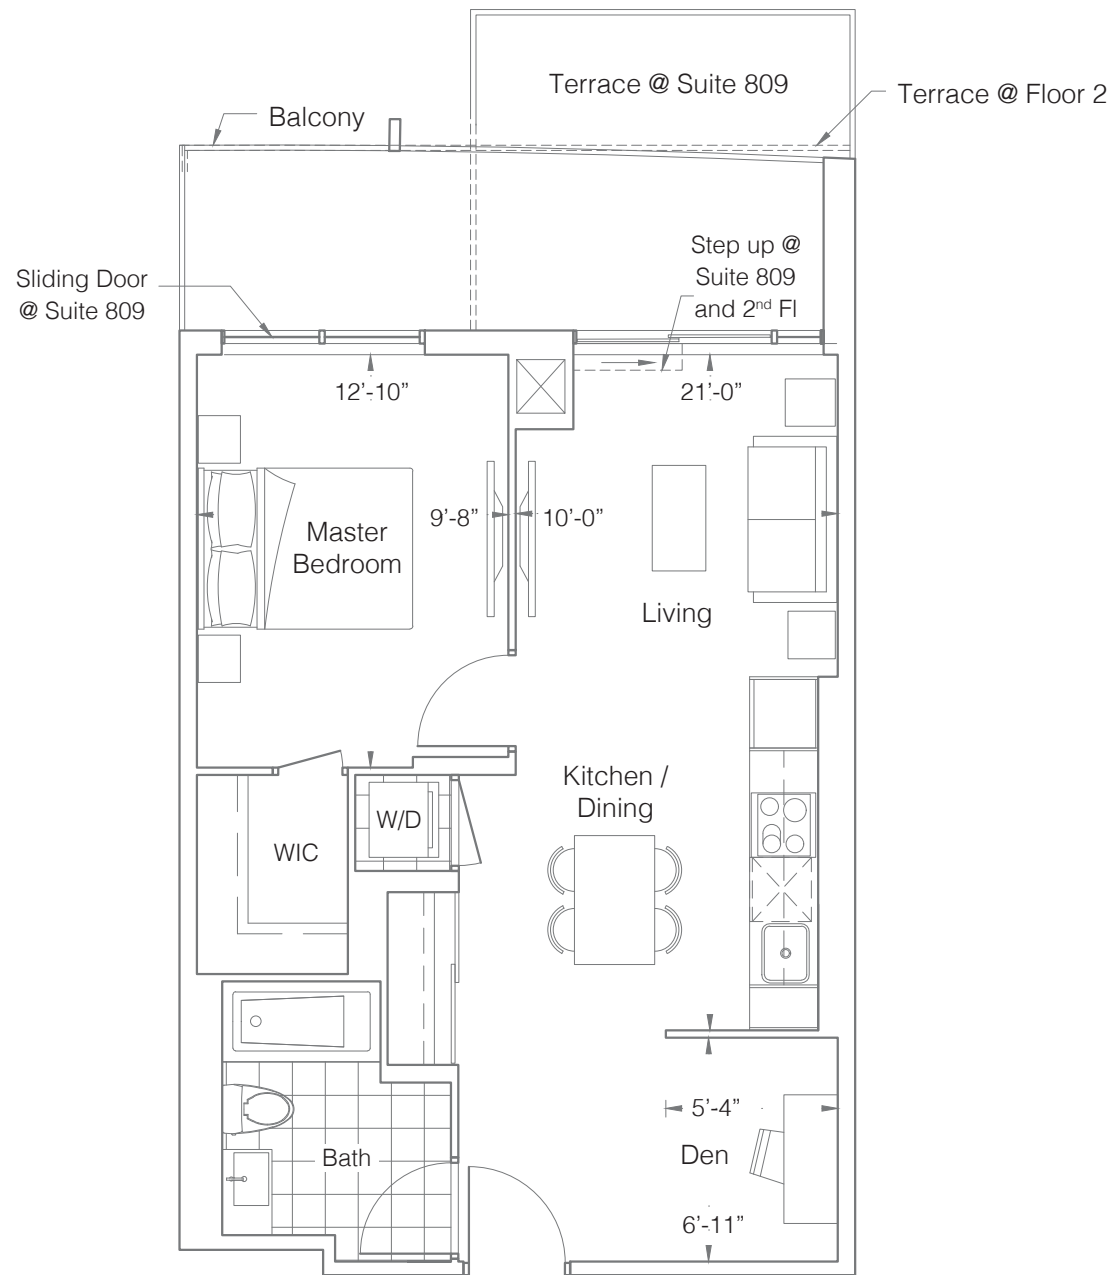 Terrace @ Suite 809
Terrace @ Floor 2
Balcony
Step up @
Suite 809
and 2nd Fl
Sliding Door
@ Suite 809
12’-10”
21’-0”
9’-8”
10’-0”
Master
Bedroom
Living
Kitchen /
Dining
W/D
WIC
5’-4”
Den
Bath
6’-11”